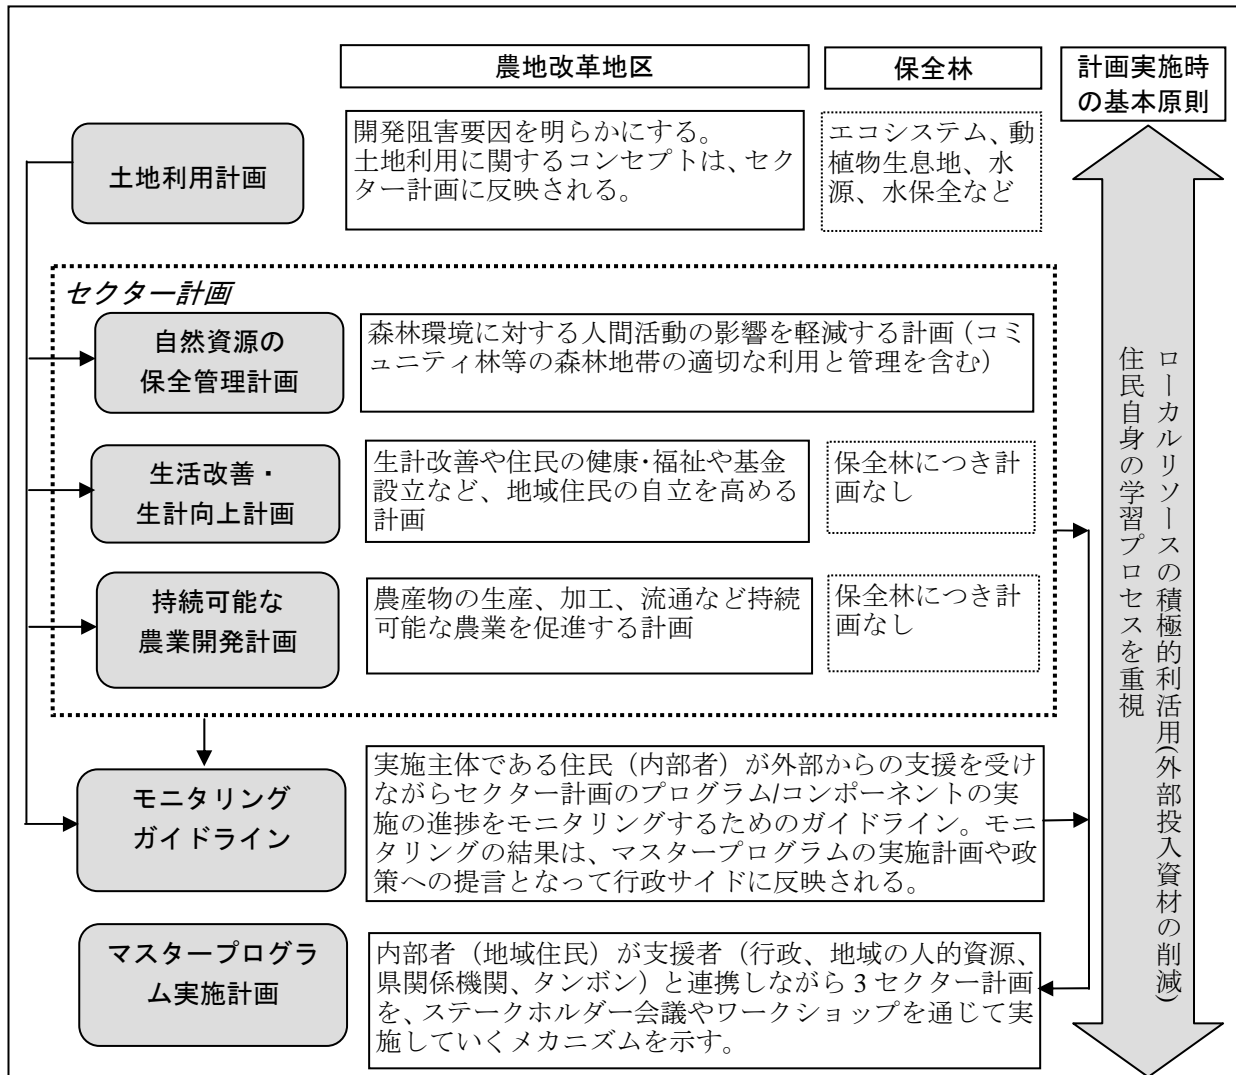 農地改革地区
保全林
計画実施時
の基本原則
土地利用計画
開発阻害要因を明らかにする。
土地利用に関するコンセプトは、セク
ター計画に反映される。
エコシステム、動
植物生息地、水
源、水保全など
セクター計画
自然資源の
保全管理計画
森林環境に対する人間活動の影響を軽減する計画（コミ
ュニティ林等の森林地帯の適切な利用と管理を含む）
生活改善・
生計向上計画
生計改善や住民の健康・福祉や基金
設立など、地域住民の自立を高める
計画
保全林につき計
画なし
持続可能な
農業開発計画
農産物の生産、加工、流通など持続
可能な農業を促進する計画
保全林につき計
画なし
モニタリング
ガイドライン
実施主体である住民（内部者）が外部からの支援を受け
ながらセクター計画のプログラム/コンポーネントの実
施の進捗をモニタリングするためのガイドライン。モニ
タリングの結果は、マスタープログラムの実施計画や政
策への提言となって行政サイドに反映される。
マスタープログラ
ム実施計画
内部者（地域住民）が支援者（行政、地域の人的資源、
県関係機関、タンボン）と連携しながら 3 セクター計画
を、ステークホルダー会議やワークショップを通じて実
施していくメカニズムを示す。
ローカルリソースの積極的利活用(外部投入資材の削減)
住民自身の学習プロセスを重視